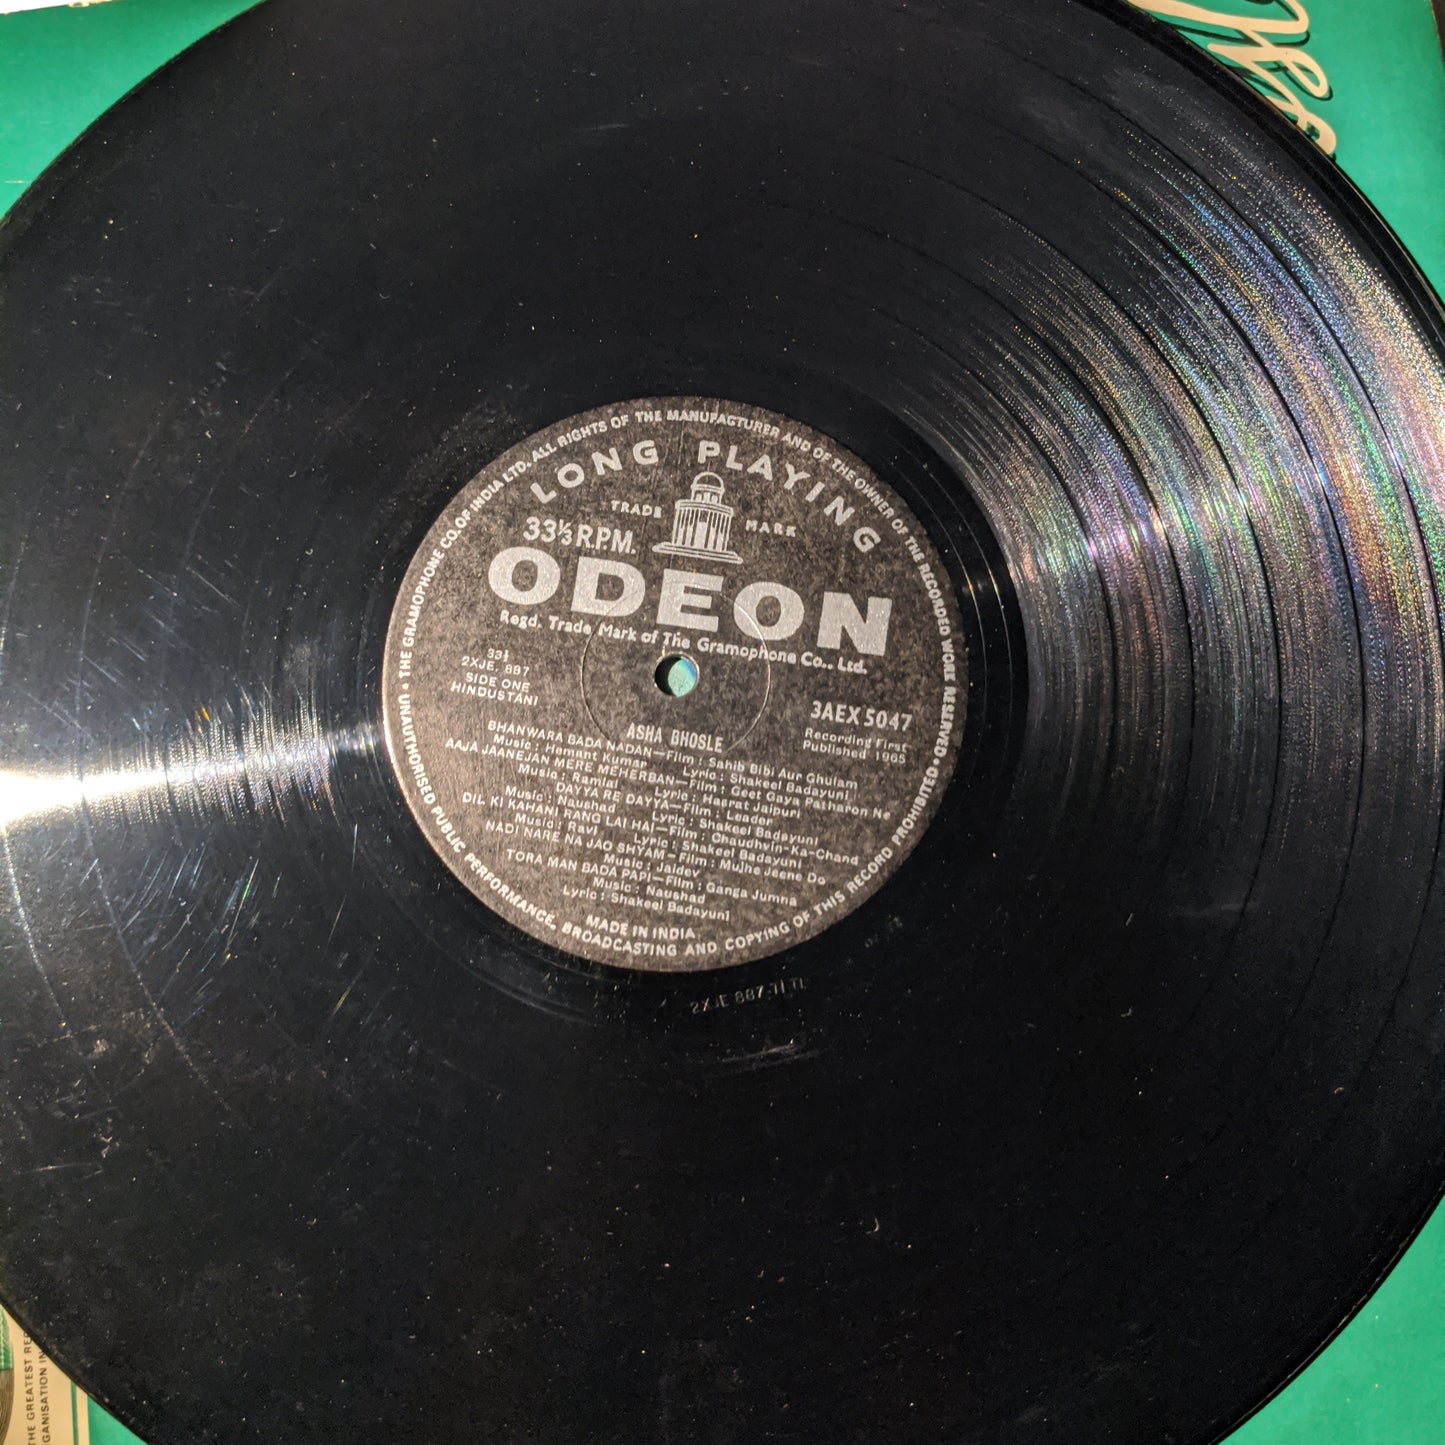 UNAUTHORISED PUBLIC PERFORMANCE, BROADCASTING AND COPYING OF THIS RECORD PROHIBITED • THE GRAMOPHONE CO. OF INDIA LTD. ALL RIGHTS OF THE MANUFACTURER AND OF THE OWNER OF THE RECORDED WORK RESERVED •
LONG PLAYING
TRADE MARK
33⅓ R.P.M.
ODEON
Regd. Trade Mark of The Gramophone Co., Ltd.
33⅓
2XJE. 887
SIDE ONE
HINDUSTANI
3AEX 5047
Recording First
Published 1965
ASHA BHOSLE
BHANWARA BADA NADAN—Film : Sahib Bibi Aur Ghulam
Music : Hemant Kumar Lyric : Shakeel Badayuni
AAJA JAANEJAN MERE MEHERBAN—Film : Geet Gaya Patharon Ne
Music : Ramlal Lyric : Hasrat Jaipuri
DAYYA RE DAYYA—Film : Leader
Music : Naushad Lyric : Shakeel Badayuni
DIL KI KAHANI RANG LAI HAI—Film : Chaudhvin-Ka-Chand
Music : Ravi Lyric : Shakeel Badayuni
NADI NARE NA JAO SHYAM—Film : Mujhe Jeene Do
Music : Jaidev
TORA MAN BADA PAPI—Film : Ganga Jumna
Music : Naushad
Lyric : Shakeel Badayuni
MADE IN INDIA
2XJE 887
THE GREATEST RE
GANISATION IN